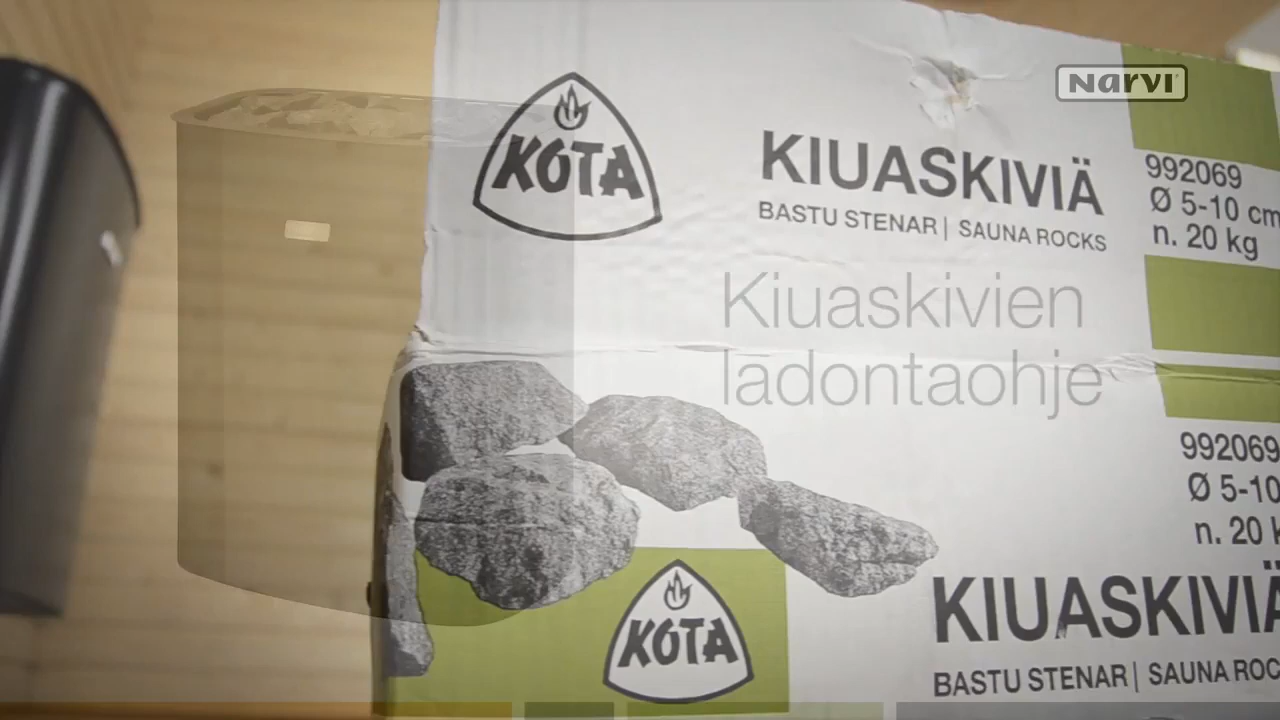 Narvi
KOTA
KIUASKIVIÄ
BASTU STENAR | SAUNA ROCKS
992069
Ø 5-10 cm
n. 20 kg
Kiuaskivien
ladontaohje
992069
Ø 5-10
n. 20 k
KOTA
KIUASKIVIÄ
BASTU STENAR | SAUNA ROC